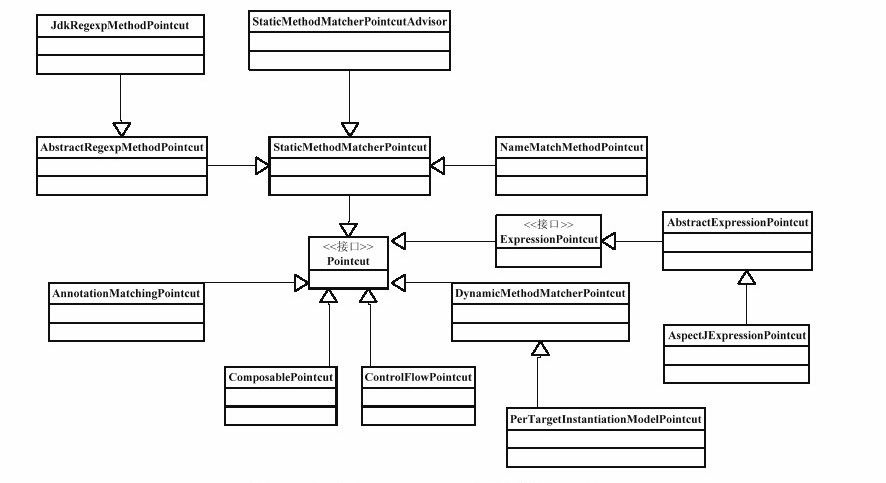 JdkRegexpMethodPointcut
StaticMethodMatcherPointcutAdvisor
AbstractRegexpMethodPointcut
StaticMethodMatcherPointcut
NameMatchMethodPointcut
<<接口>>
Pointcut
<<接口>>
ExpressionPointcut
AbstractExpressionPointcut
AnnotationMatchingPointcut
DynamicMethodMatcherPointcut
AspectJExpressionPointcut
ComposablePointcut
ControlFlowPointcut
PerTargetInstantiationModelPointcut